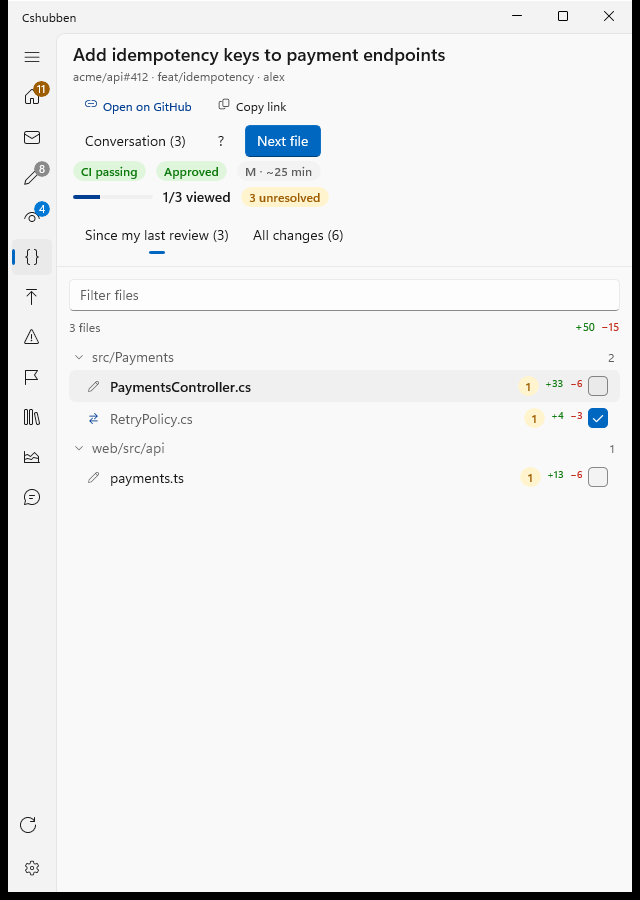 Cshubben
Add idempotency keys to payment endpoints
acme/api#412 · feat/idempotency · alex
11
Open on GitHub Copy link
Conversation (3) ? Next file
8
CI passing Approved M · ~25 min
1/3 viewed 3 unresolved
4
Since my last review (3) All changes (6)
{}
Filter files
3 files +50 −15
src/Payments 2
PaymentsController.cs 1 +33 −6
RetryPolicy.cs 1 +4 −3
web/src/api 1
payments.ts 1 +13 −6